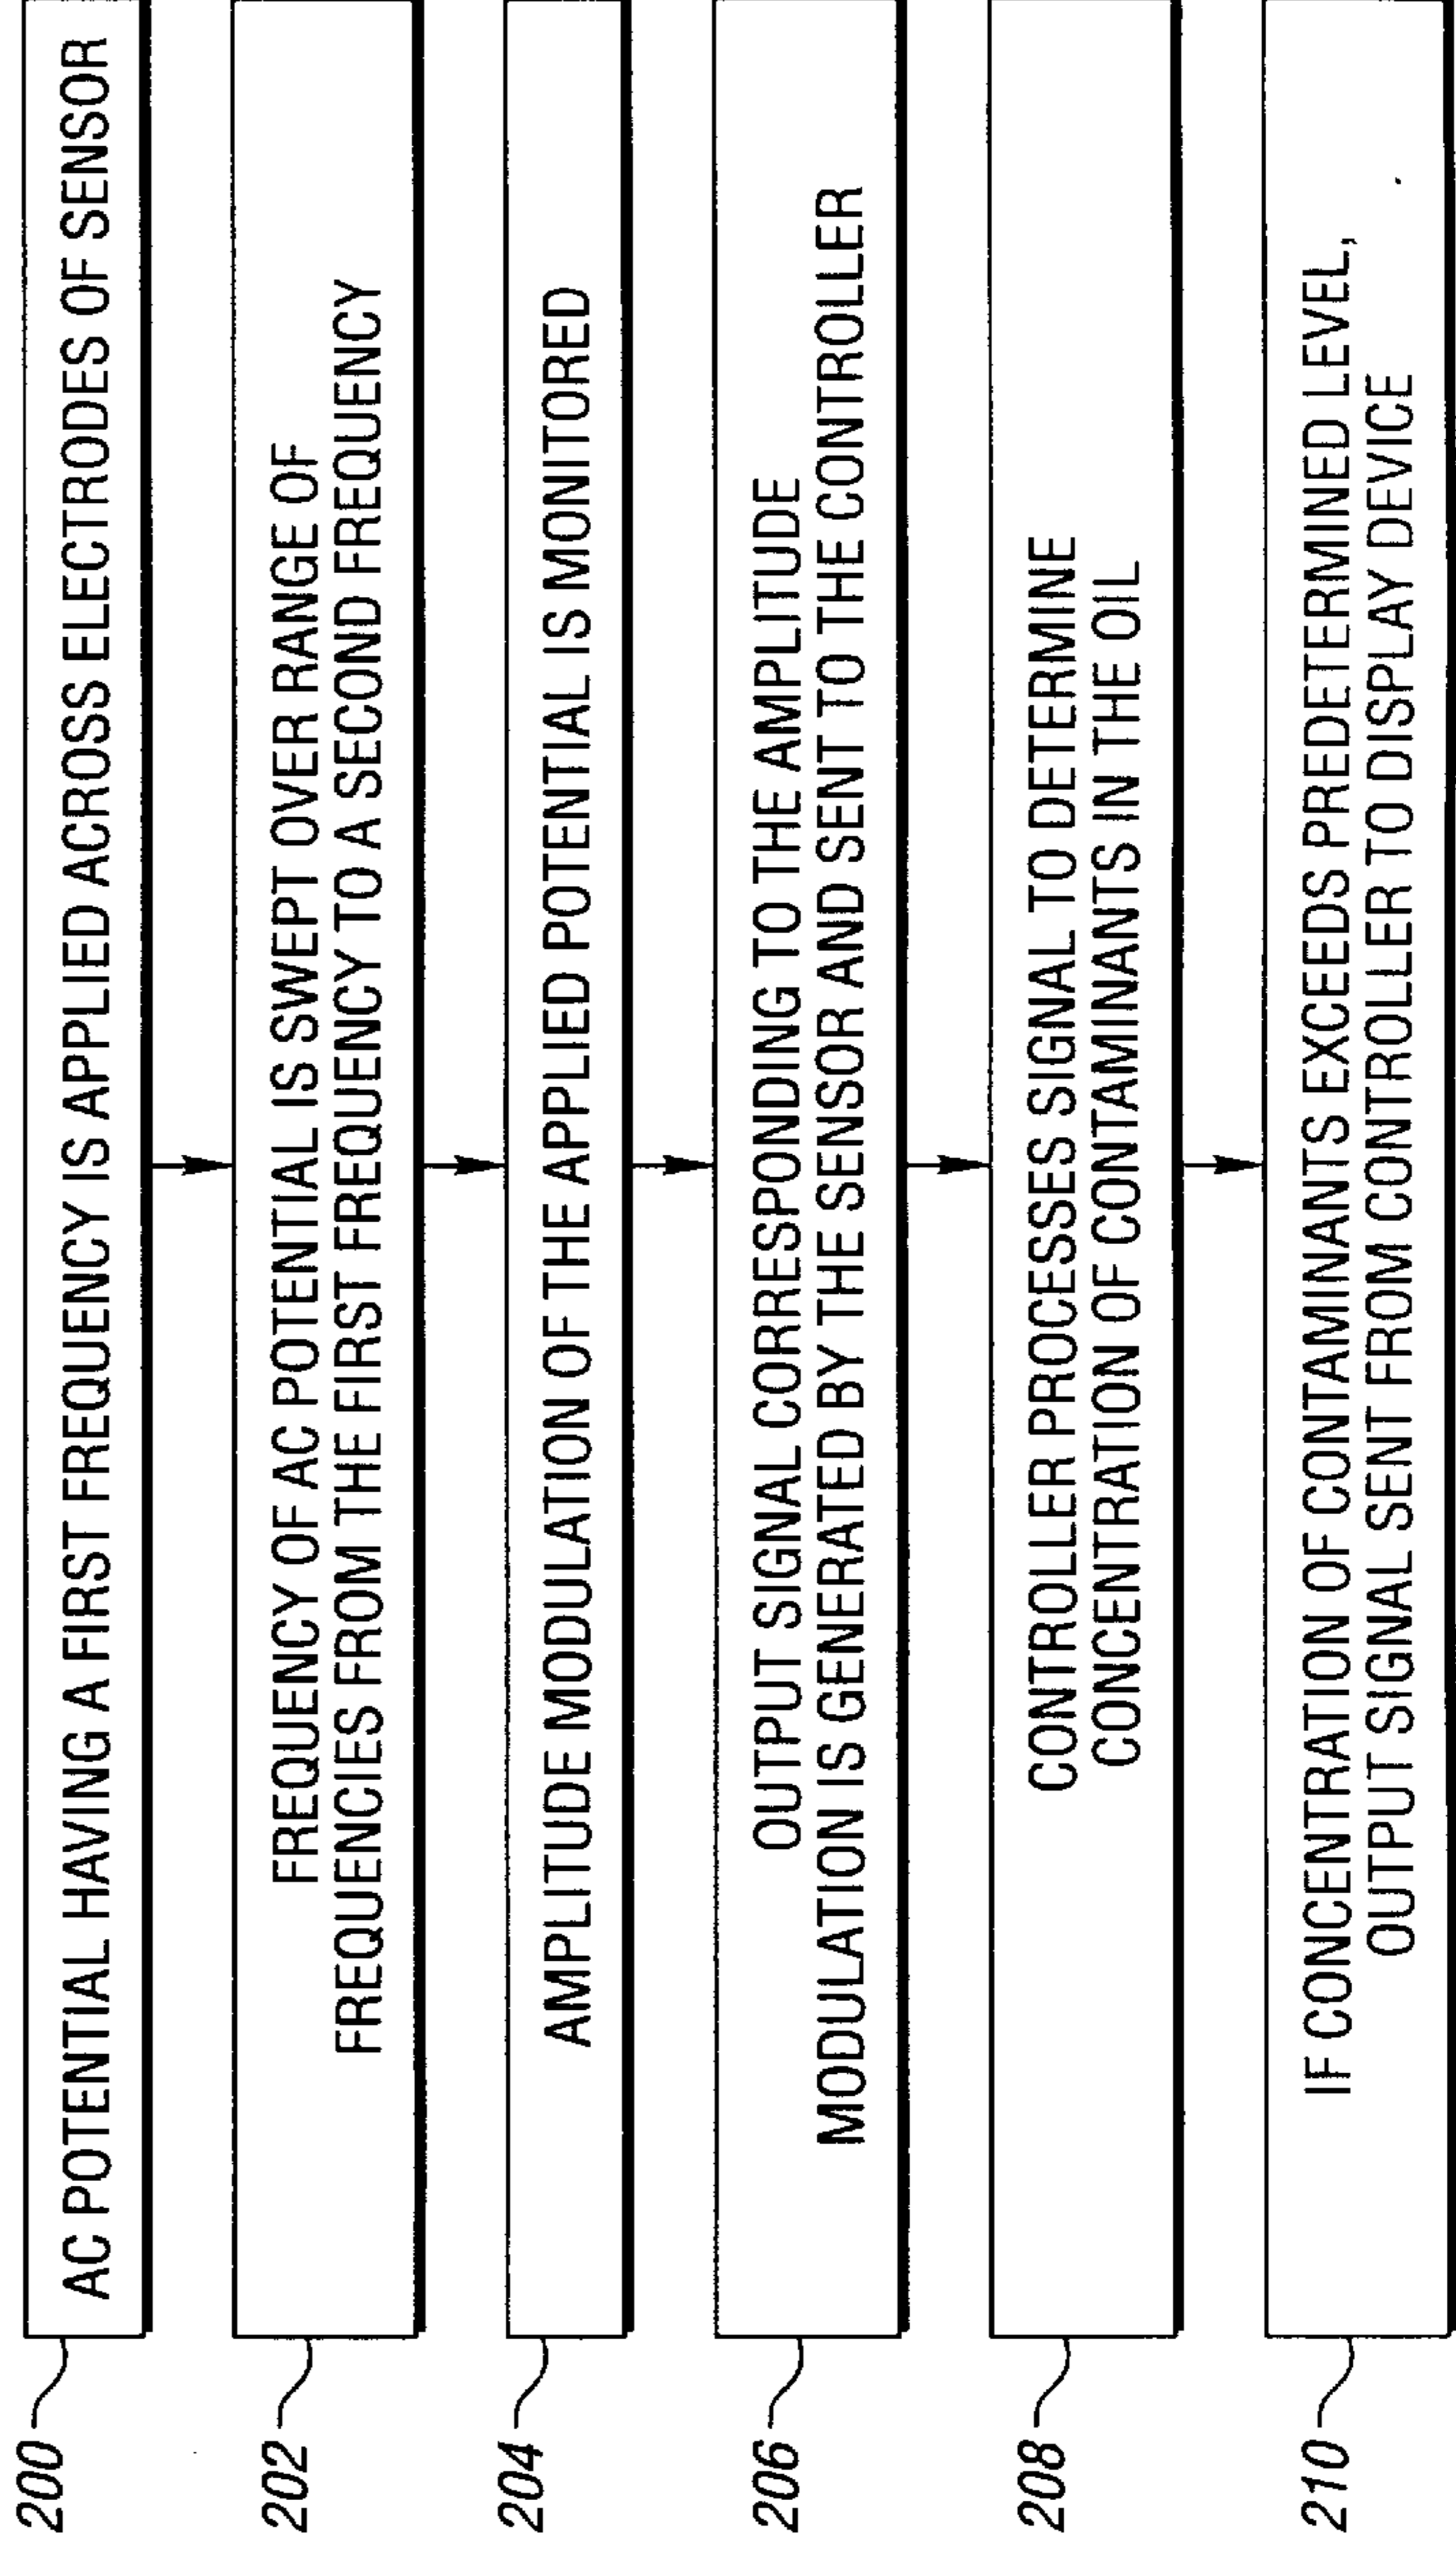 200
AC POTENTIAL HAVING A FIRST FREQUENCY IS APPLIED ACROSS ELECTRODES OF SENSOR
202
FREQUENCY OF AC POTENTIAL IS SWEPT OVER RANGE OF
FREQUENCIES FROM THE FIRST FREQUENCY TO A SECOND FREQUENCY
204
AMPLITUDE MODULATION OF THE APPLIED POTENTIAL IS MONITORED
206
OUTPUT SIGNAL CORRESPONDING TO THE AMPLITUDE
MODULATION IS GENERATED BY THE SENSOR AND SENT TO THE CONTROLLER
208
CONTROLLER PROCESSES SIGNAL TO DETERMINE
CONCENTRATION OF CONTAMINANTS IN THE OIL
210
IF CONCENTRATION OF CONTAMINANTS EXCEEDS PREDETERMINED LEVEL,
OUTPUT SIGNAL SENT FROM CONTROLLER TO DISPLAY DEVICE